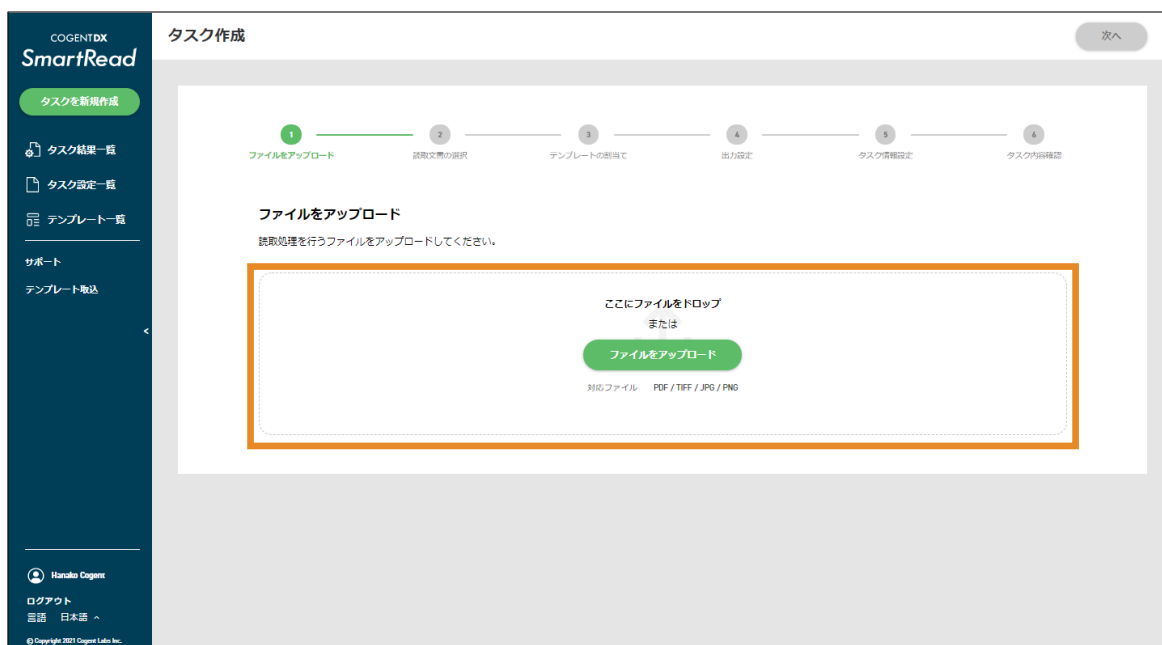 COGENTDX
SmartRead
タスクを新規作成
タスク結果一覧
タスク設定一覧
テンプレート一覧
サポート
テンプレート取込
<
Hanako Cogent
ログアウト
言語 日本語
© Copyright 2021 Cogent Labs Inc.
タスク作成
次へ
1 2 3 4 5 6
ファイルをアップロード 読取文書の選択 テンプレートの割当て 出力設定 タスク情報設定 タスク内容確認
ファイルをアップロード
読取処理を行うファイルをアップロードしてください。
ここにファイルをドロップ
または
ファイルをアップロード
対応ファイル PDF / TIFF / JPG / PNG